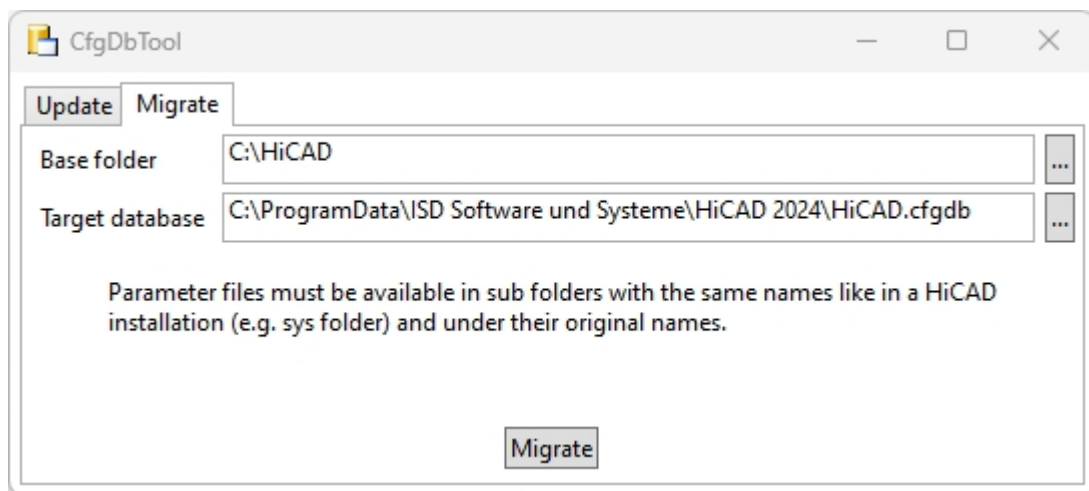 CfgDbTool
Update Migrate
Base folder C:\HiCAD ...
Target database C:\ProgramData\ISD Software und Systeme\HiCAD 2024\HiCAD.cfgdb ...
Parameter files must be available in sub folders with the same names like in a HiCAD
installation (e.g. sys folder) and under their original names.
Migrate